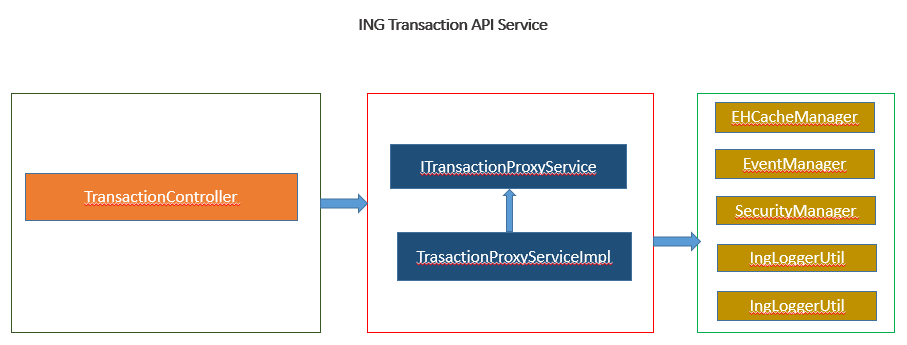 ING Transaction API Service
TransactionController
ITransactionProxyService
TrasactionProxyServiceImpl
EHCacheManager
EventManager
SecurityManager
IngLoggerUtil
IngLoggerUtil